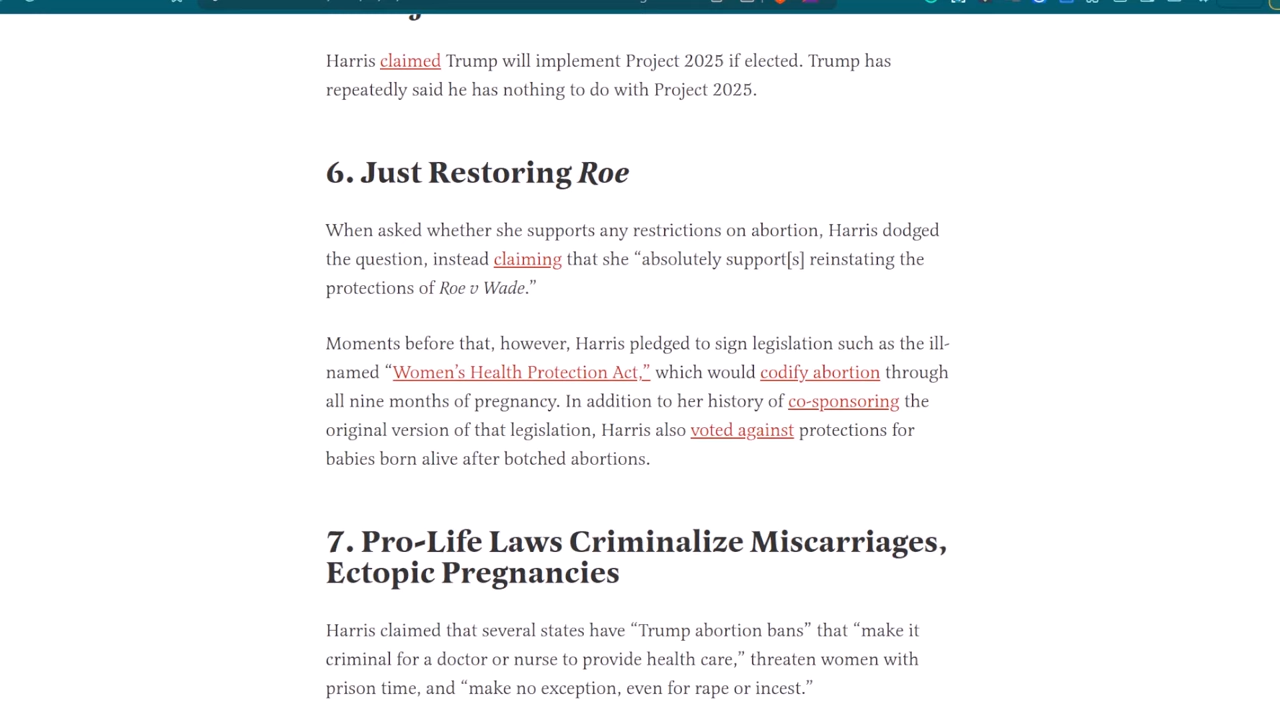 Harris claimed Trump will implement Project 2025 if elected. Trump has
repeatedly said he has nothing to do with Project 2025.
6. Just Restoring Roe
When asked whether she supports any restrictions on abortion, Harris dodged
the question, instead claiming that she “absolutely support[s] reinstating the
protections of Roe v Wade.”
Moments before that, however, Harris pledged to sign legislation such as the ill-
named “Women’s Health Protection Act,” which would codify abortion through
all nine months of pregnancy. In addition to her history of co-sponsoring the
original version of that legislation, Harris also voted against protections for
babies born alive after botched abortions.
7. Pro-Life Laws Criminalize Miscarriages,
Ectopic Pregnancies
Harris claimed that several states have “Trump abortion bans” that “make it
criminal for a doctor or nurse to provide health care,” threaten women with
prison time, and “make no exception, even for rape or incest.”